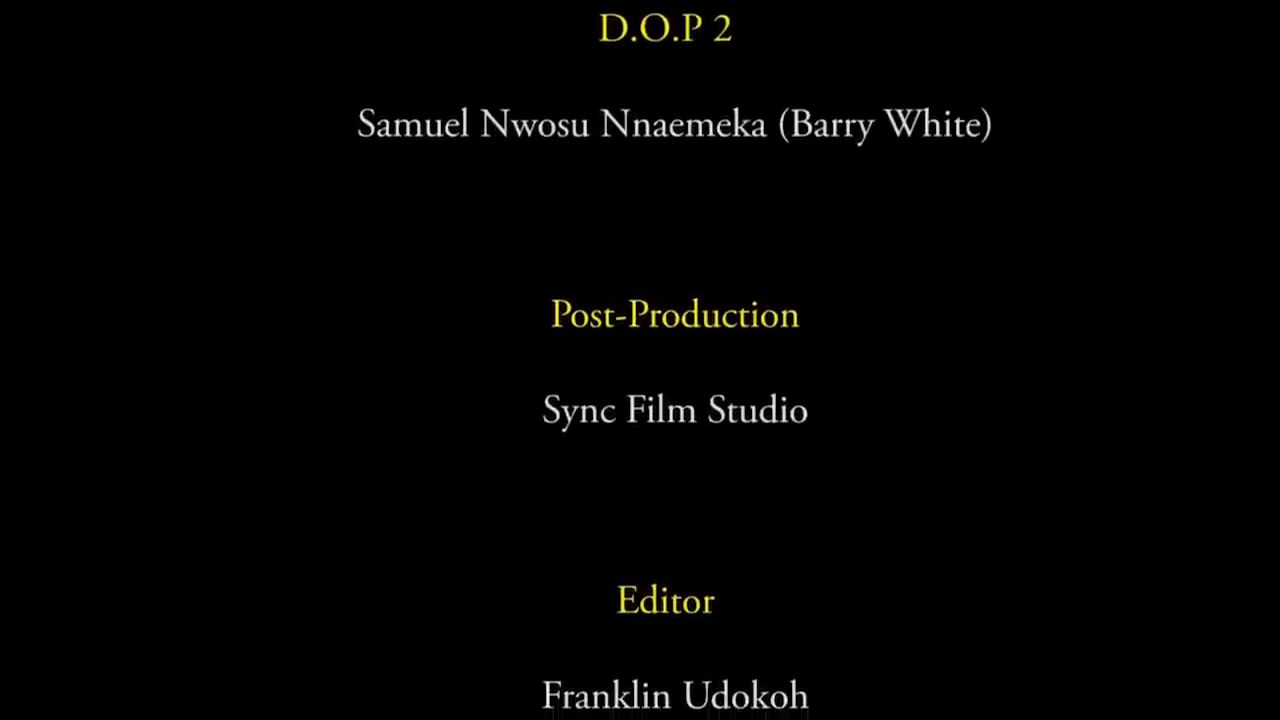 D.O.P 2
Samuel Nwosu Nnaemeka (Barry White)
Post-Production
Sync Film Studio
Editor
Franklin Udokoh